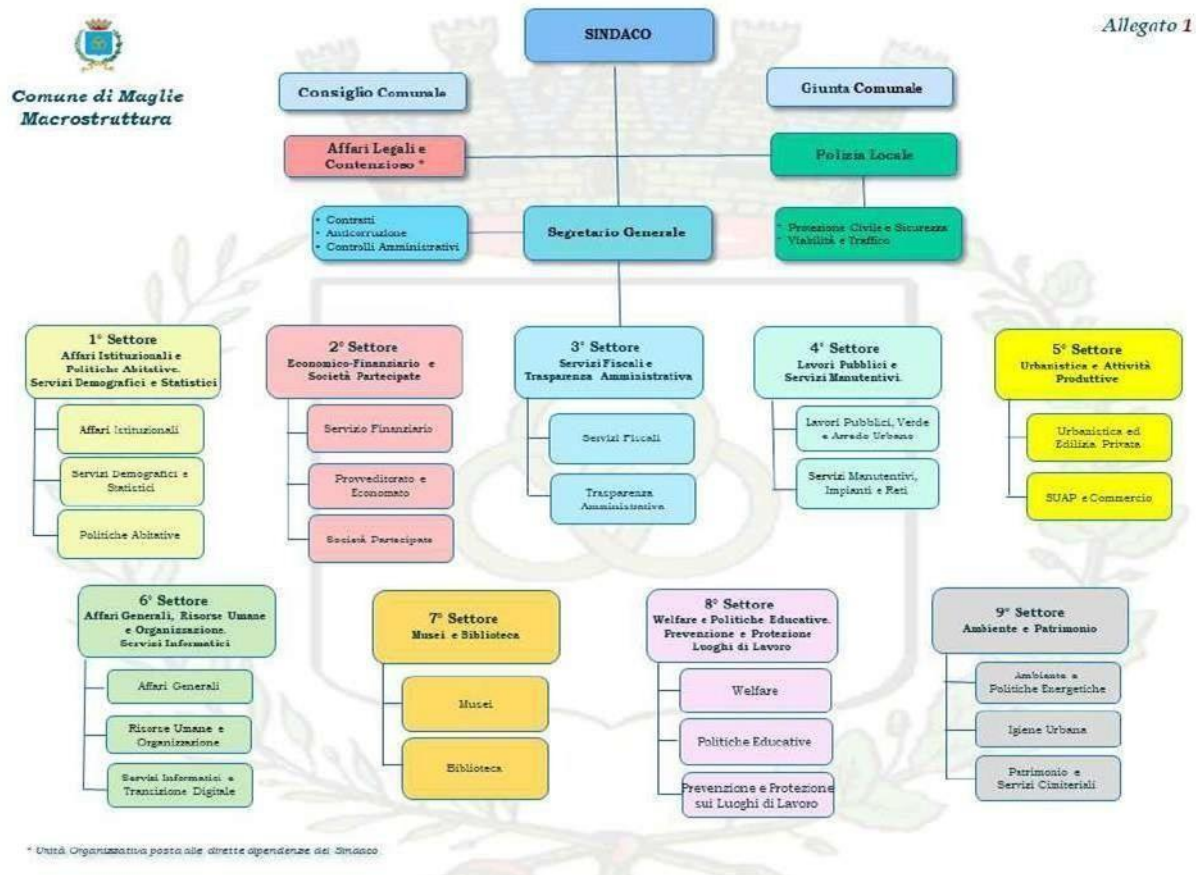 Allegato 1
Comune di Maglie
Macrostruttura
SINDACO
Consiglio Comunale
Giunta Comunale
Affari Legali e
Contenzioso *
Polizia Locale
• Contratti
• Anticorruzione
• Controlli Amministrativi
Segretario Generale
• Protezione Civile e Sicurezza
• Viabilità e Traffico
1° Settore
Affari Istituzionali e
Politiche Abitative.
Servizi Demografici e Statistici
Affari Istituzionali
Servizi Demografici e
Statistici
Politiche Abitative
2° Settore
Economico-Finanziario e
Società Partecipate
Servizio Finanziario
Provveditorato e
Economato
Società Partecipate
3° Settore
Servizi Fiscali e
Trasparenza Amministrativa
Servizi Fiscali
Trasparenza
Amministrativa
4° Settore
Lavori Pubblici e
Servizi Manutentivi.
Lavori Pubblici, Verde
e Arredo Urbano
Servizi Manutentivi,
Impianti e Reti
5° Settore
Urbanistica e Attività
Produttive
Urbanistica ed
Edilizia Privata
SUAP e Commercio
6° Settore
Affari Generali, Risorse Umane
e Organizzazione.
Servizi Informatici
Affari Generali
Risorse Umane e
Organizzazione
Servizi Informatici e
Transizione Digitale
7° Settore
Musei e Biblioteca
Musei
Biblioteca
8° Settore
Welfare e Politiche Educative.
Prevenzione e Protezione
Luoghi di Lavoro
Welfare
Politiche Educative
Prevenzione e Protezione
sui Luoghi di Lavoro
9° Settore
Ambiente e Patrimonio
Ambiente e
Politiche Energetiche
Igiene Urbana
Patrimonio e
Servizi Cimiteriali
* Unità Organizzativa posta alle dirette dipendenze del Sindaco